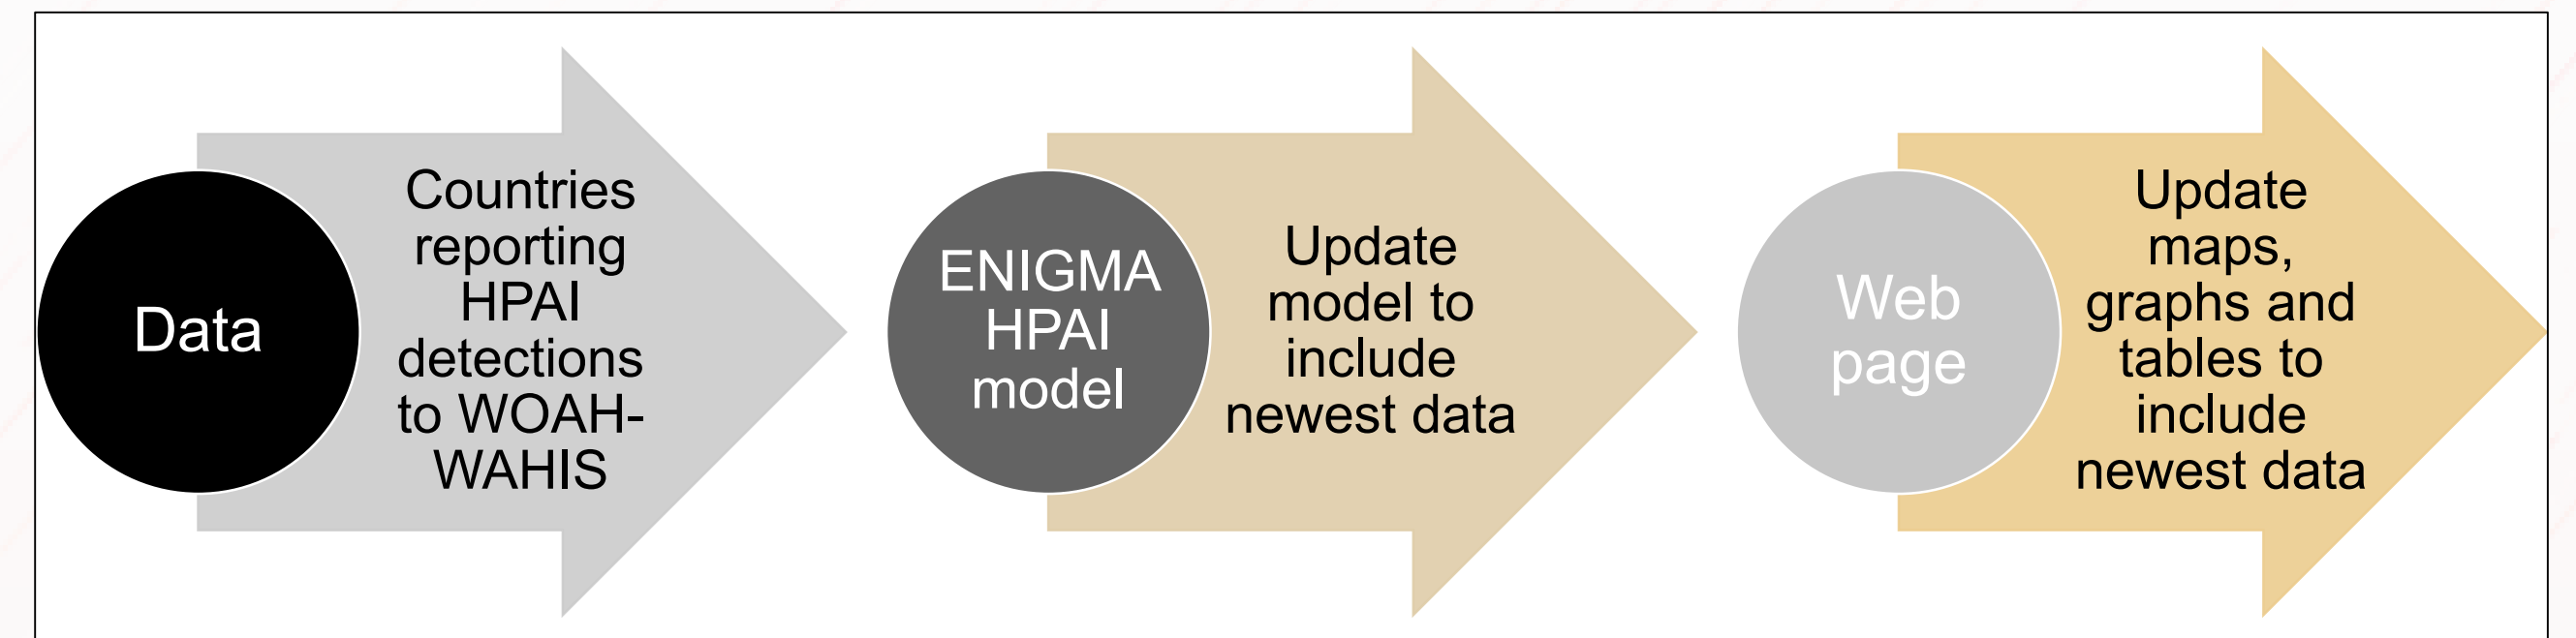 Data
Countries
reporting
HPAI
detections
to WOAH-
WAHIS
ENIGMA
HPAI
model
Update
model to
include
newest data
Web
page
Update
maps,
graphs and
tables to
include
newest data